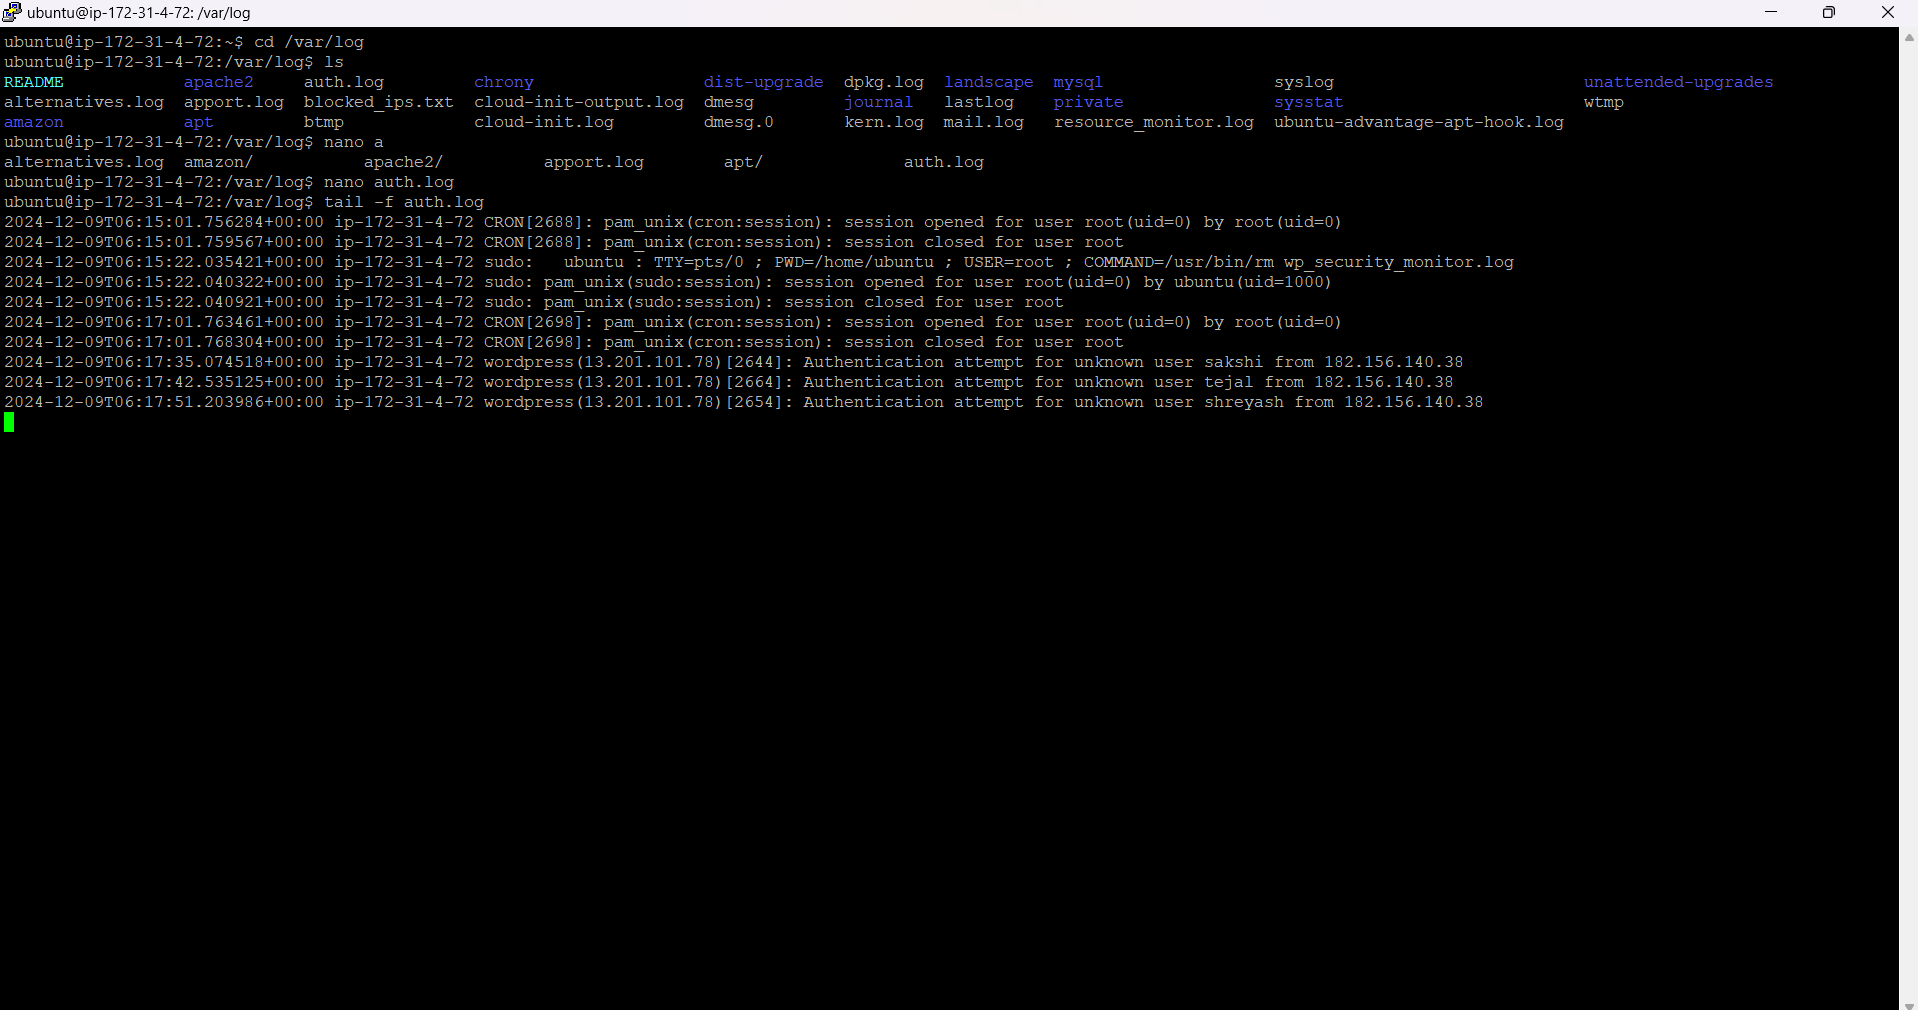 ubuntu@ip-172-31-4-72: /var/log
ubuntu@ip-172-31-4-72:~$ cd /var/log
ubuntu@ip-172-31-4-72:/var/log$ ls
README            apache2     auth.log         chrony                 dist-upgrade  dpkg.log  landscape  mysql                 syslog                         unattended-upgrades
alternatives.log  apport.log  blocked_ips.txt  cloud-init-output.log  dmesg         journal   lastlog    private               sysstat                        wtmp
amazon            apt         btmp             cloud-init.log         dmesg.0       kern.log  mail.log   resource_monitor.log  ubuntu-advantage-apt-hook.log
ubuntu@ip-172-31-4-72:/var/log$ nano a
alternatives.log  amazon/           apache2/          apport.log        apt/              auth.log
ubuntu@ip-172-31-4-72:/var/log$ nano auth.log
ubuntu@ip-172-31-4-72:/var/log$ tail -f auth.log
2024-12-09T06:15:01.756284+00:00 ip-172-31-4-72 CRON[2688]: pam_unix(cron:session): session opened for user root(uid=0) by root(uid=0)
2024-12-09T06:15:01.759567+00:00 ip-172-31-4-72 CRON[2688]: pam_unix(cron:session): session closed for user root
2024-12-09T06:15:22.035421+00:00 ip-172-31-4-72 sudo:   ubuntu : TTY=pts/0 ; PWD=/home/ubuntu ; USER=root ; COMMAND=/usr/bin/rm wp_security_monitor.log
2024-12-09T06:15:22.040322+00:00 ip-172-31-4-72 sudo: pam_unix(sudo:session): session opened for user root(uid=0) by ubuntu(uid=1000)
2024-12-09T06:15:22.040921+00:00 ip-172-31-4-72 sudo: pam_unix(sudo:session): session closed for user root
2024-12-09T06:17:01.763461+00:00 ip-172-31-4-72 CRON[2698]: pam_unix(cron:session): session opened for user root(uid=0) by root(uid=0)
2024-12-09T06:17:01.768304+00:00 ip-172-31-4-72 CRON[2698]: pam_unix(cron:session): session closed for user root
2024-12-09T06:17:35.074518+00:00 ip-172-31-4-72 wordpress(13.201.101.78)[2644]: Authentication attempt for unknown user sakshi from 182.156.140.38
2024-12-09T06:17:42.535125+00:00 ip-172-31-4-72 wordpress(13.201.101.78)[2664]: Authentication attempt for unknown user tejal from 182.156.140.38
2024-12-09T06:17:51.203986+00:00 ip-172-31-4-72 wordpress(13.201.101.78)[2654]: Authentication attempt for unknown user shreyash from 182.156.140.38